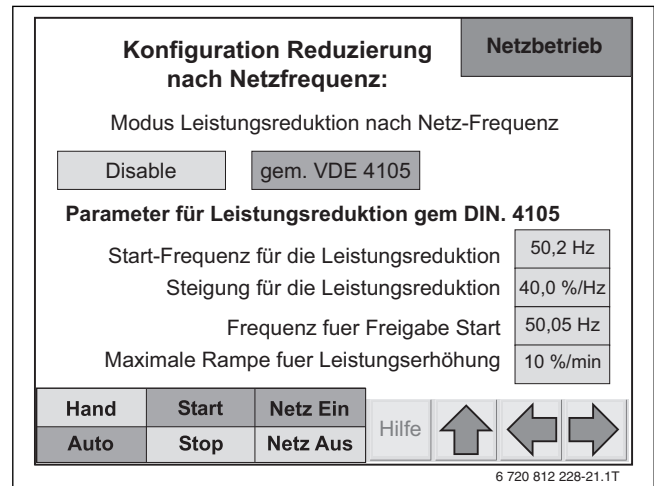 Konfiguration Reduzierung
nach Netzfrequenz:
Netzbetrieb
Modus Leistungsreduktion nach Netz-Frequenz
Disable
gem. VDE 4105
Parameter für Leistungsreduktion gem DIN. 4105
Start-Frequenz für die Leistungsreduktion 50,2 Hz
Steigung für die Leistungsreduktion 40,0 %/Hz
Frequenz fuer Freigabe Start 50,05 Hz
Maximale Rampe fuer Leistungserhöhung 10 %/min
Hand Start Netz Ein
Auto Stop Netz Aus
Hilfe
6 720 812 228-21.1T